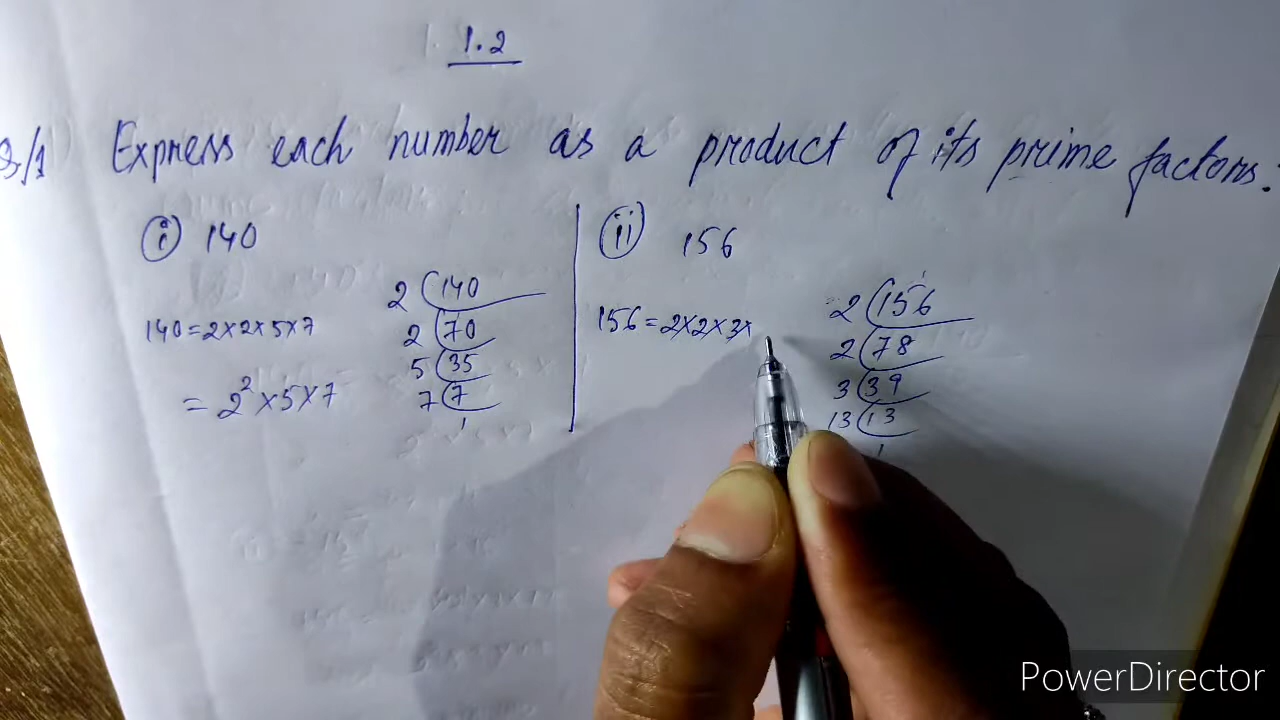 1.2
Q/1 Express each number as a product of its prime factors.
(i) 140
140 = 2×2×5×7
= 2² × 5 × 7
2 (140
2 (70
5 (35
7 (7
1
(ii) 156
156 = 2×2×3×
2 (156
2 (78
3 (39
13 (13
1
PowerDirector